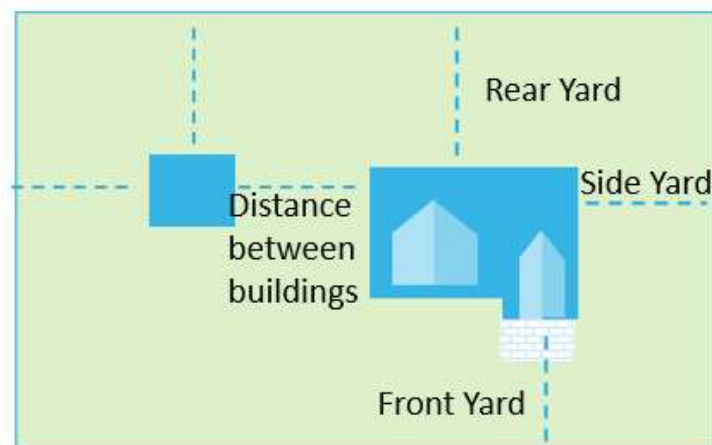 Rear Yard
Side Yard
Distance
between
buildings
Front Yard